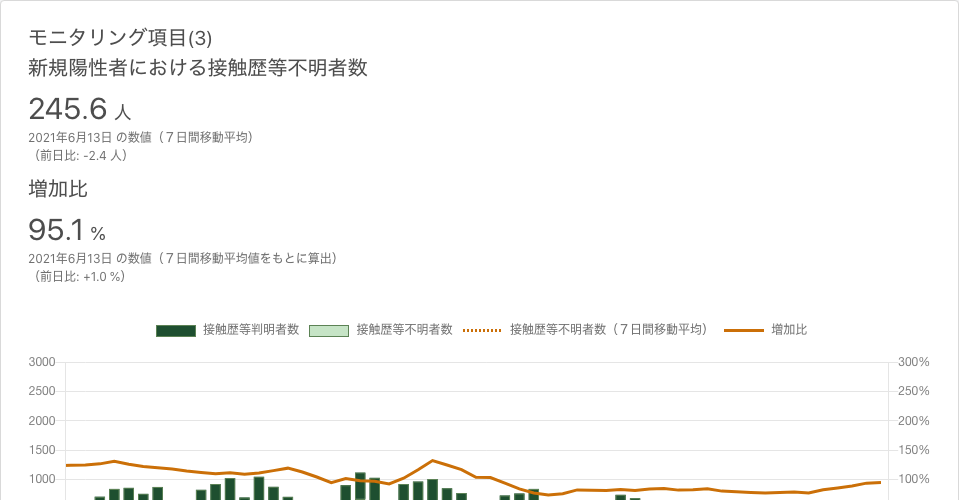 モニタリング項目(3)
新規陽性者における接触歴等不明者数
245.6 人
2021年6月13日 の数値（７日間移動平均）
（前日比: -2.4 人）
増加比
95.1 %
2021年6月13日 の数値（７日間移動平均値をもとに算出）
（前日比: +1.0 %）
接触歴等判明者数 接触歴等不明者数 接触歴等不明者数（７日間移動平均） 増加比
3000 300%
2500 250%
2000 200%
1500 150%
1000 100%